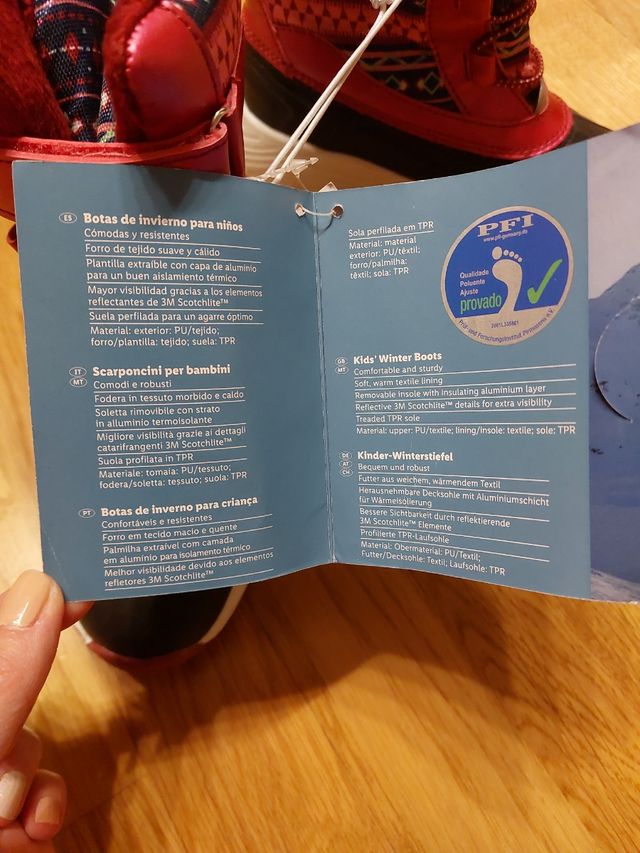 ES Botas de invierno para niños
Cómodas y resistentes
Forro de tejido suave y cálido
Plantilla extraíble con capa de aluminio
para un buen aislamiento térmico
Mayor visibilidad gracias a los elementos
reflectantes de 3M Scotchlite™
Suela perfilada para un agarre óptimo
Material: exterior: PU/tejido;
forro/plantilla: tejido; suela: TPR
IT MT Scarponcini per bambini
Comodi e robusti
Fodera in tessuto morbido e caldo
Soletta rimovibile con strato
in alluminio termoisolante
Migliore visibilità grazie ai dettagli
catarifrangenti 3M Scotchlite™
Suola profilata in TPR
Materiale: tomaia: PU/tessuto;
fodera/soletta: tessuto; suola: TPR
PT Botas de inverno para criança
Confortáveis e resistentes
Forro em tecido macio e quente
Palmilha extraível com camada
em alumínio para isolamento térmico
Melhor visibilidade devido aos elementos
refletores 3M Scotchlite™
Sola perfilada em TPR
Material: material
exterior: PU/têxtil;
forro/palmilha:
têxtil; sola: TPR
PFI
www.pfi-germany.de
Qualidade
Poluente
Ajuste
provado
Prüf- und Forschungsinstitut Pirmasens e.V.
GB MT Kids' Winter Boots
Comfortable and sturdy
Soft, warm textile lining
Removable insole with insulating aluminium layer
Reflective 3M Scotchlite™ details for extra visibility
Treaded TPR sole
Material: upper: PU/textile; lining/insole: textile; sole: TPR
DE AT CH Kinder-Winterstiefel
Bequem und robust
Futter aus weichem, wärmendem Textil
Herausnehmbare Decksohle mit Aluminiumschicht
für Wärmeisolierung
Bessere Sichtbarkeit durch reflektierende
3M Scotchlite™ Elemente
Profilierte TPR-Laufsohle
Material: Obermaterial: PU/Textil;
Futter/Decksohle: Textil; Laufsohle: TPR